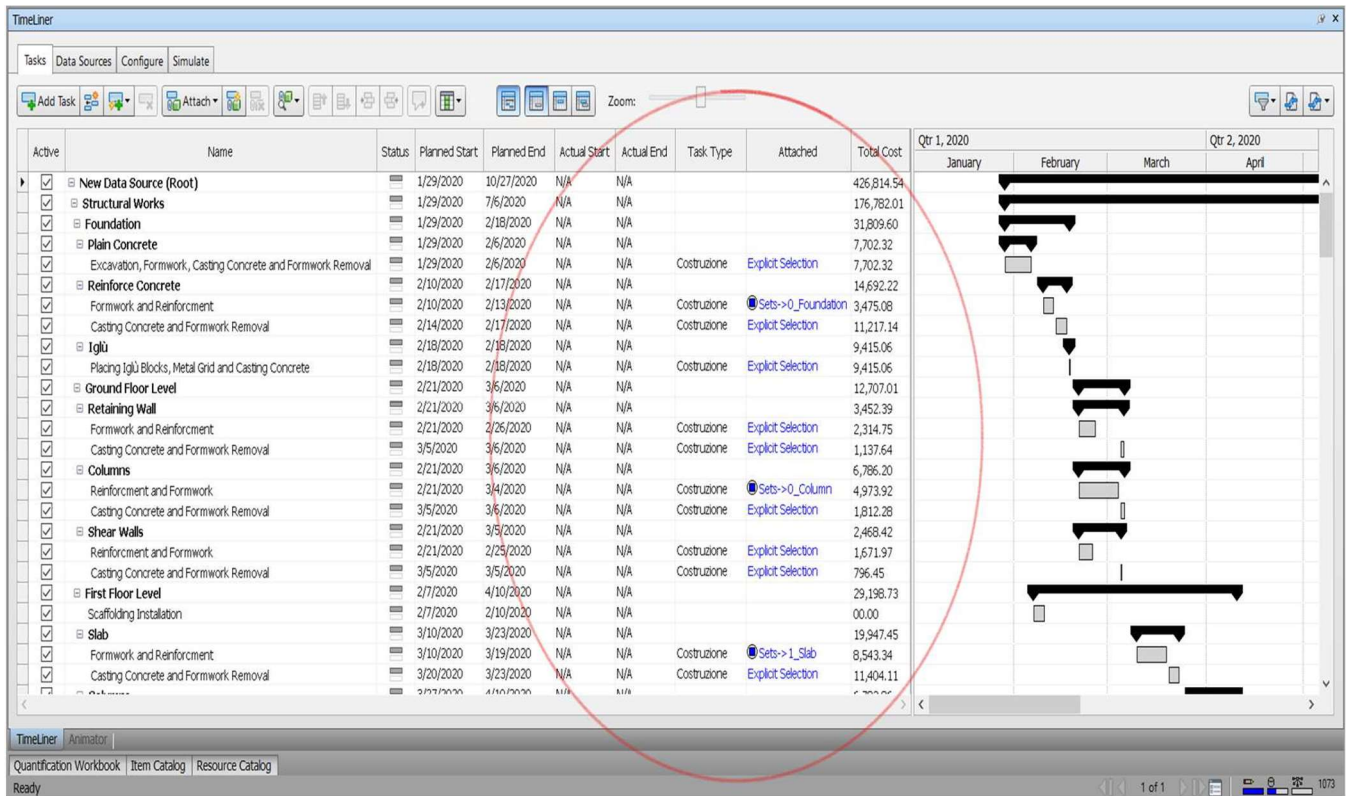 TimeLiner
Tasks Data Sources Configure Simulate
Add Task Attach Zoom:
Active Name Status Planned Start Planned End Actual Start Actual End Task Type Attached Total Cost
Qtr 1, 2020 Qtr 2, 2020
January February March April
New Data Source (Root) 1/29/2020 10/27/2020 N/A N/A 426,814.54
Structural Works 1/29/2020 7/6/2020 N/A N/A 176,782.01
Foundation 1/29/2020 2/18/2020 N/A N/A 31,809.60
Plain Concrete 1/29/2020 2/6/2020 N/A N/A 7,702.32
Excavation, Formwork, Casting Concrete and Formwork Removal 1/29/2020 2/6/2020 N/A N/A Costruzione Explicit Selection 7,702.32
Reinforce Concrete 2/10/2020 2/17/2020 N/A N/A 14,692.22
Formwork and Reinforcment 2/10/2020 2/13/2020 N/A N/A Costruzione Sets->0_Foundation 3,475.08
Casting Concrete and Formwork Removal 2/14/2020 2/17/2020 N/A N/A Costruzione Explicit Selection 11,217.14
Iglù 2/18/2020 2/18/2020 N/A N/A 9,415.06
Placing Iglù Blocks, Metal Grid and Casting Concrete 2/18/2020 2/18/2020 N/A N/A Costruzione Explicit Selection 9,415.06
Ground Floor Level 2/21/2020 3/6/2020 N/A N/A 12,707.01
Retaining Wall 2/21/2020 3/6/2020 N/A N/A 3,452.39
Formwork and Reinforcment 2/21/2020 2/26/2020 N/A N/A Costruzione Explicit Selection 2,314.75
Casting Concrete and Formwork Removal 3/5/2020 3/6/2020 N/A N/A Costruzione Explicit Selection 1,137.64
Columns 2/21/2020 3/6/2020 N/A N/A 6,786.20
Reinforcment and Formwork 2/21/2020 3/4/2020 N/A N/A Costruzione Sets->0_Column 4,973.92
Casting Concrete and Formwork Removal 3/5/2020 3/6/2020 N/A N/A Costruzione Explicit Selection 1,812.28
Shear Walls 2/21/2020 3/5/2020 N/A N/A 2,468.42
Reinforcment and Formwork 2/21/2020 2/25/2020 N/A N/A Costruzione Explicit Selection 1,671.97
Casting Concrete and Formwork Removal 3/5/2020 3/5/2020 N/A N/A Costruzione Explicit Selection 796.45
First Floor Level 2/7/2020 4/10/2020 N/A N/A 29,198.73
Scaffolding Installation 2/7/2020 2/10/2020 N/A N/A 00.00
Slab 3/10/2020 3/23/2020 N/A N/A 19,947.45
Formwork and Reinforcment 3/10/2020 3/19/2020 N/A N/A Costruzione Sets->1_Slab 8,543.34
Casting Concrete and Formwork Removal 3/20/2020 3/23/2020 N/A N/A Costruzione Explicit Selection 11,404.11
TimeLiner Animator
Quantification Workbook Item Catalog Resource Catalog
Ready 1 of 1 1073